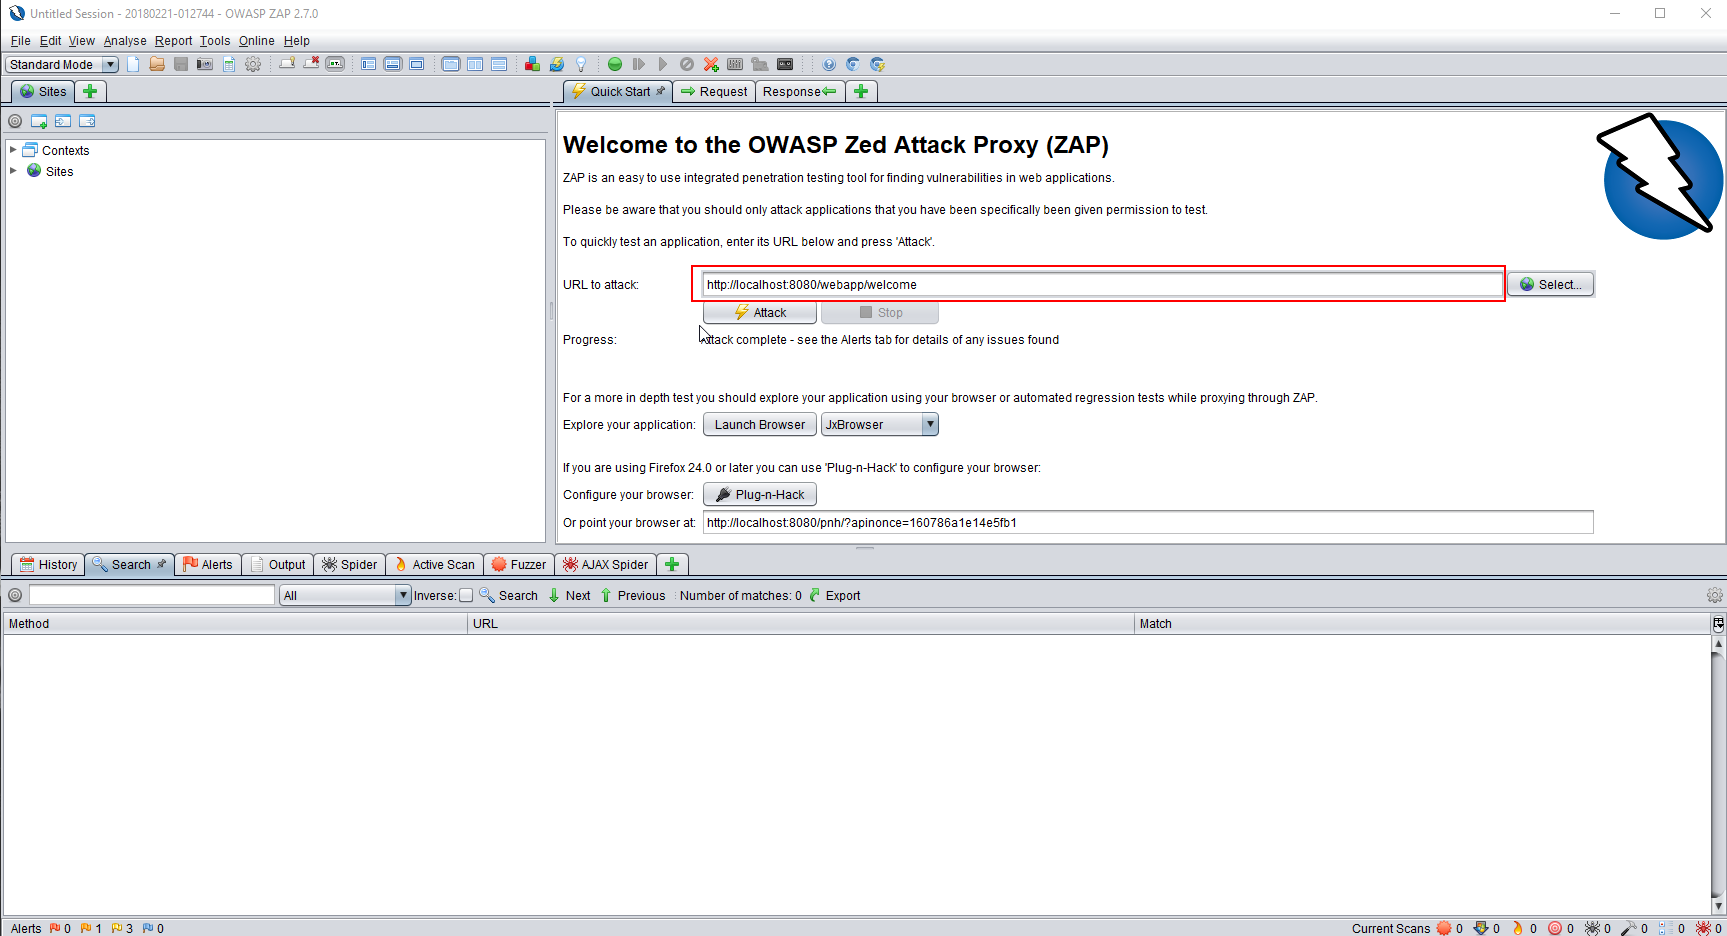 Untitled Session - 20180221-012744 - OWASP ZAP 2.7.0
File Edit View Analyse Report Tools Online Help
Standard Mode
Sites
Quick Start Request Response
Contexts
Sites
Welcome to the OWASP Zed Attack Proxy (ZAP)
ZAP is an easy to use integrated penetration testing tool for finding vulnerabilities in web applications.
Please be aware that you should only attack applications that you have been specifically been given permission to test.
To quickly test an application, enter its URL below and press 'Attack'.
URL to attack: http://localhost:8080/webapp/welcome Select...
Attack Stop
Progress: Attack complete - see the Alerts tab for details of any issues found
For a more in depth test you should explore your application using your browser or automated regression tests while proxying through ZAP.
Explore your application: Launch Browser JxBrowser
If you are using Firefox 24.0 or later you can use 'Plug-n-Hack' to configure your browser:
Configure your browser: Plug-n-Hack
Or point your browser at: http://localhost:8080/pnh/?apinonce=160786a1e14e5fb1
History Search Alerts Output Spider Active Scan Fuzzer AJAX Spider
All Inverse: Search Next Previous Number of matches: 0 Export
Method URL Match
Alerts 0 1 3 0 Current Scans 0 0 0 0 0 0 0 0